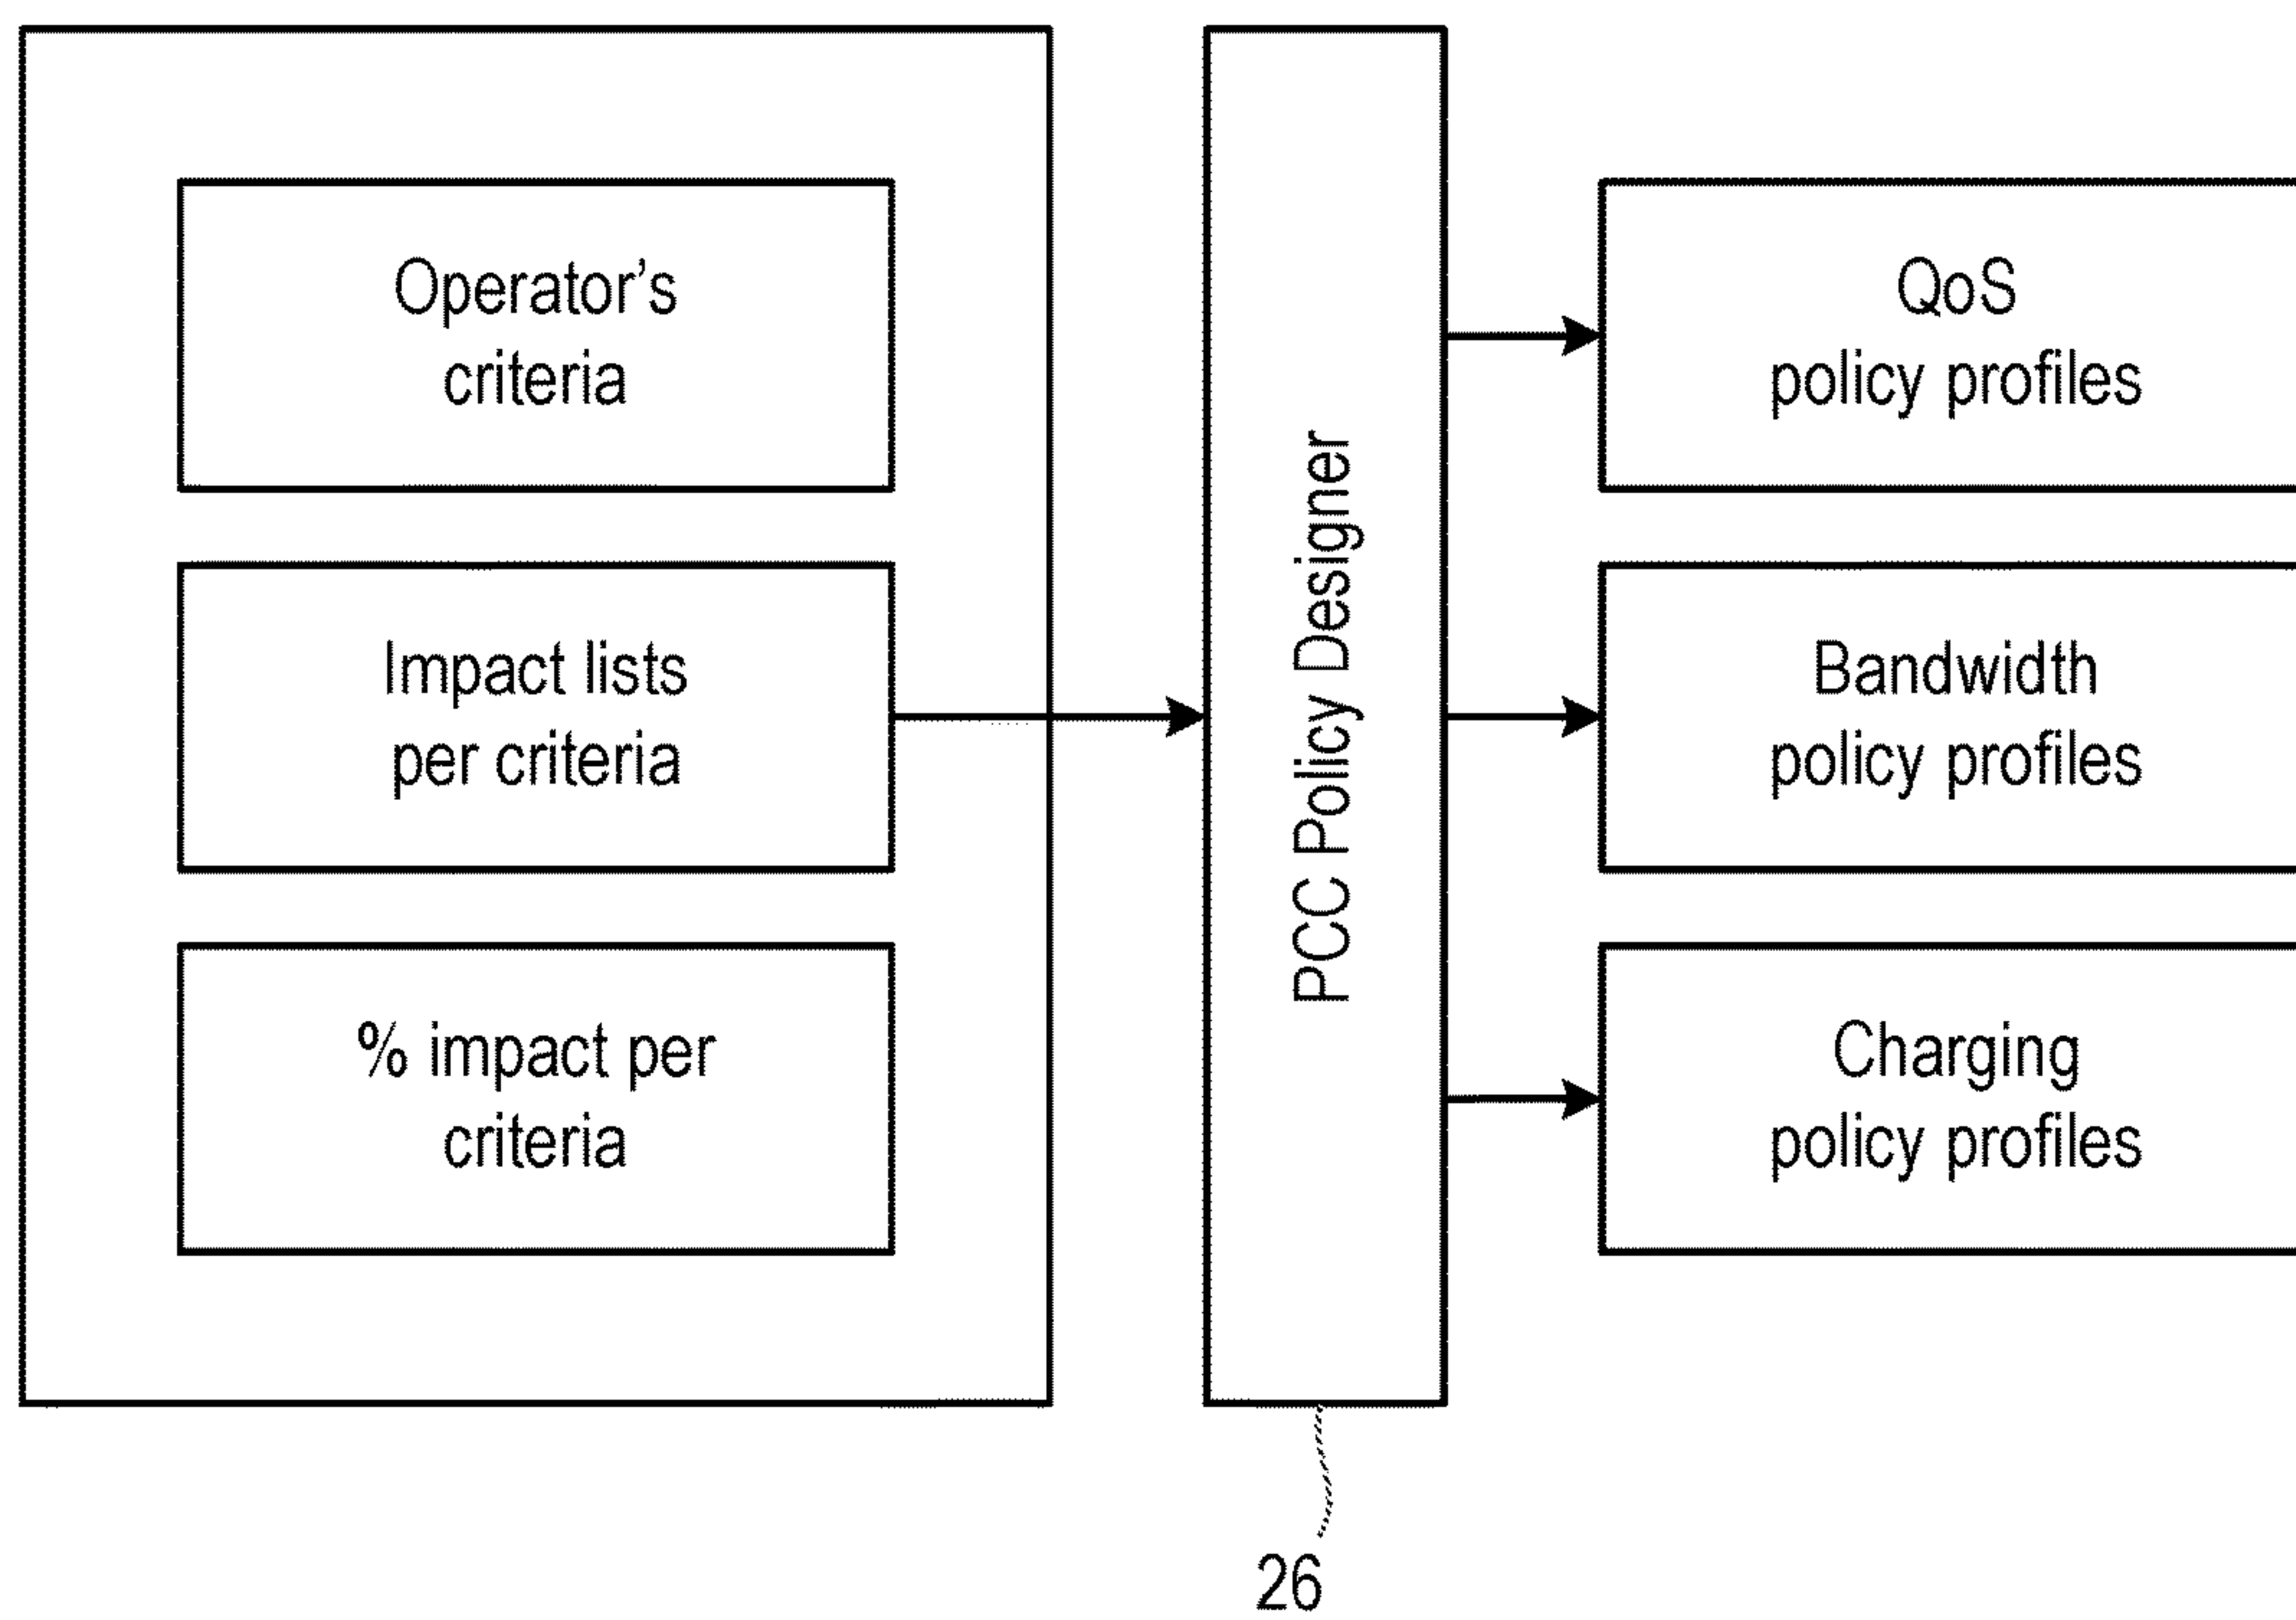 Operator’s
criteria
Impact lists
per criteria
% impact per
criteria
PCC Policy Designer
QoS
policy profiles
Bandwidth
policy profiles
Charging
policy profiles
26